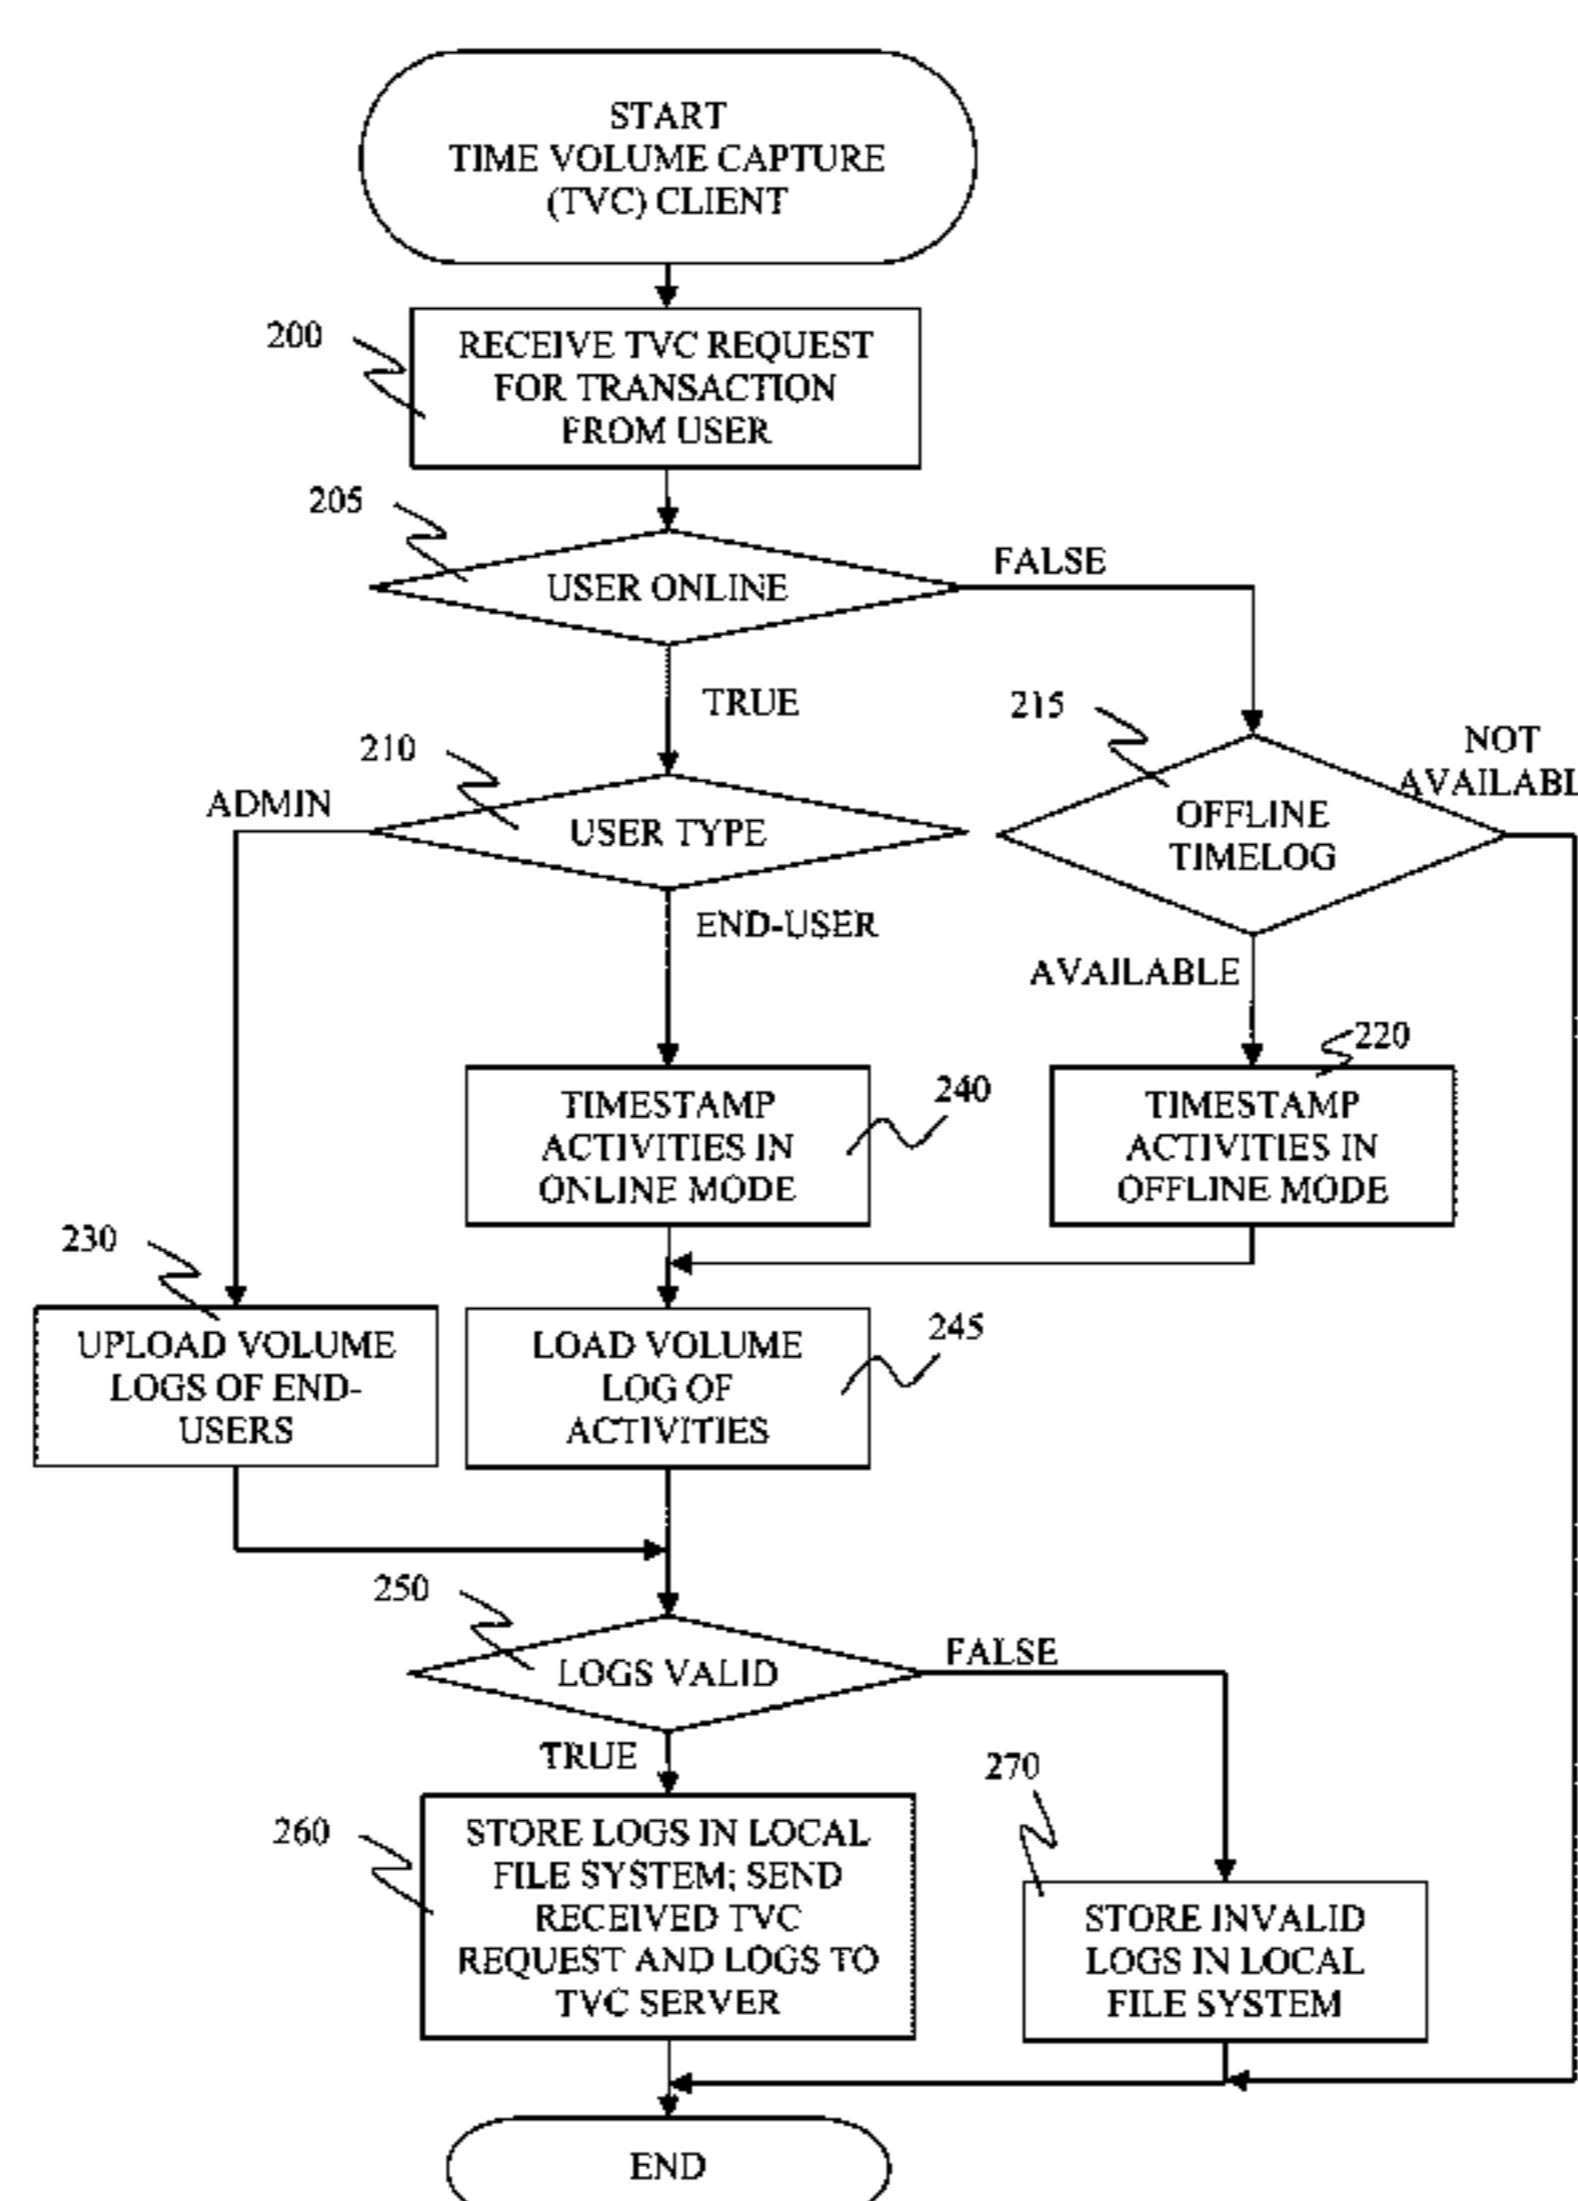 START
TIME VOLUME CAPTURE
(TVC) CLIENT
200
RECEIVE TVC REQUEST
FOR TRANSACTION
FROM USER
205
USER ONLINE
FALSE
TRUE
215
NOT
AVAILABL
210
ADMIN
USER TYPE
OFFLINE
TIMELOG
END-USER
AVAILABLE
220
240
TIMESTAMP
ACTIVITIES IN
ONLINE MODE
TIMESTAMP
ACTIVITIES IN
OFFLINE MODE
230
UPLOAD VOLUME
LOGS OF END-
USERS
LOAD VOLUME
LOG OF
ACTIVITIES
245
250
LOGS VALID
FALSE
TRUE
270
260
STORE LOGS IN LOCAL
FILE SYSTEM; SEND
RECEIVED TVC
REQUEST AND LOGS TO
TVC SERVER
STORE INVALID
LOGS IN LOCAL
FILE SYSTEM
END